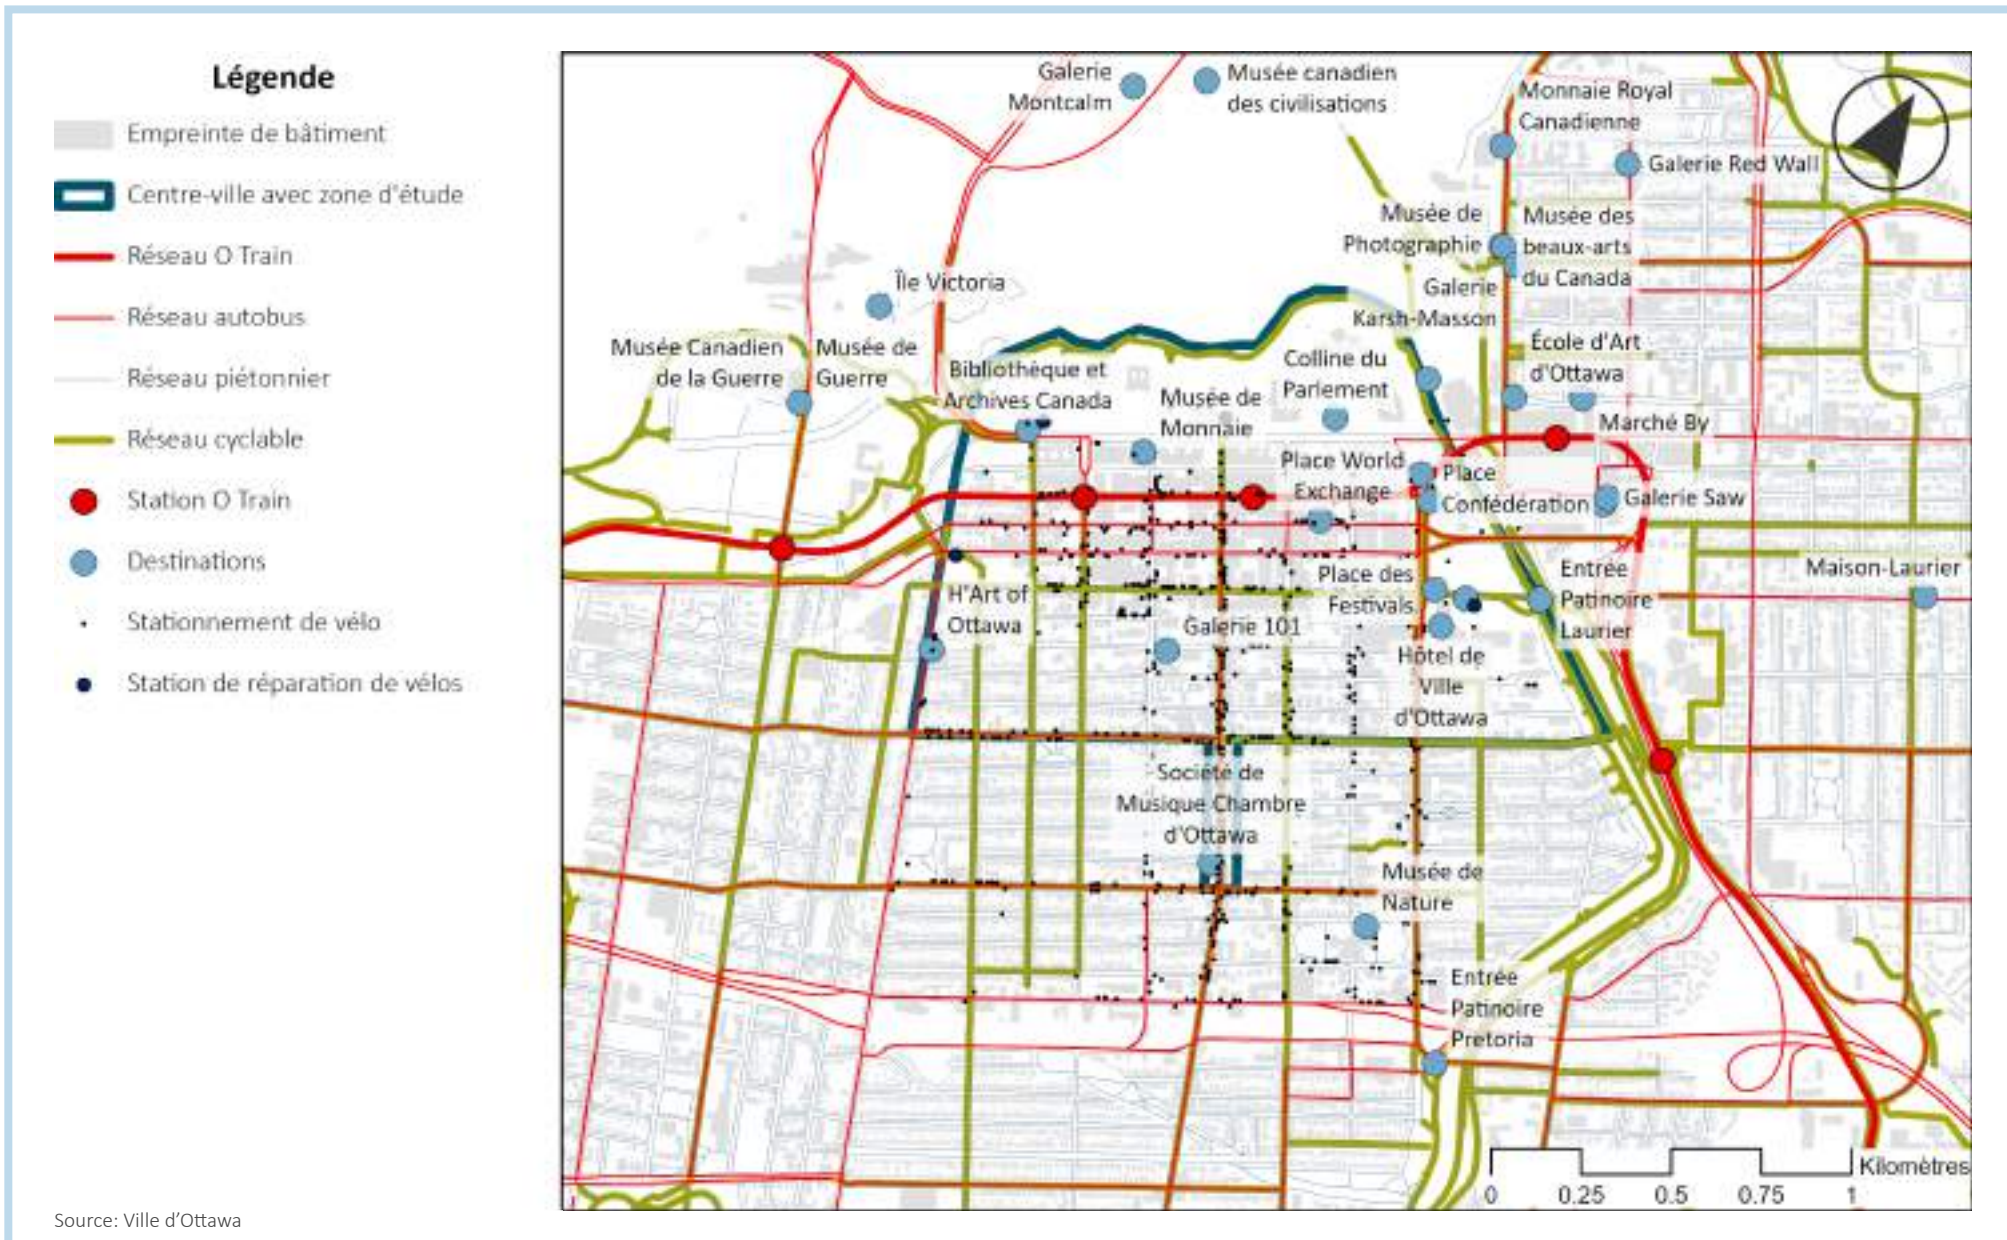 Légende
Empreinte de bâtiment
Centre-ville avec zone d'étude
Réseau O Train
Réseau autobus
Réseau piétonnier
Réseau cyclable
Station O Train
Destinations
Stationnement de vélo
Station de réparation de vélos
Source: Ville d'Ottawa
Galerie
Montcalm
Musée canadien
des civilisations
Monnaie Royal
Canadienne
Galerie Red Wall
Musée de
Photographie
Musée des
beaux-arts
du Canada
Île Victoria
Galerie
Karsh-Masson
Musée Canadien
de la Guerre
Musée de
Guerre
Bibliothèque et
Archives Canada
Musée de
Monnaie
Colline du
Parlement
École d'Art
d'Ottawa
Marché By
Place World
Exchange
Place
Confédération
Galerie Saw
H'Art of
Ottawa
Galerie 101
Place des
Festivals
Entrée
Patinoire
Laurier
Maison-Laurier
Hôtel de
Ville
d'Ottawa
Société de
Musique Chambre
d'Ottawa
Musée de
Nature
Entrée
Patinoire
Pretoria
Kilomètres
0 0.25 0.5 0.75 1